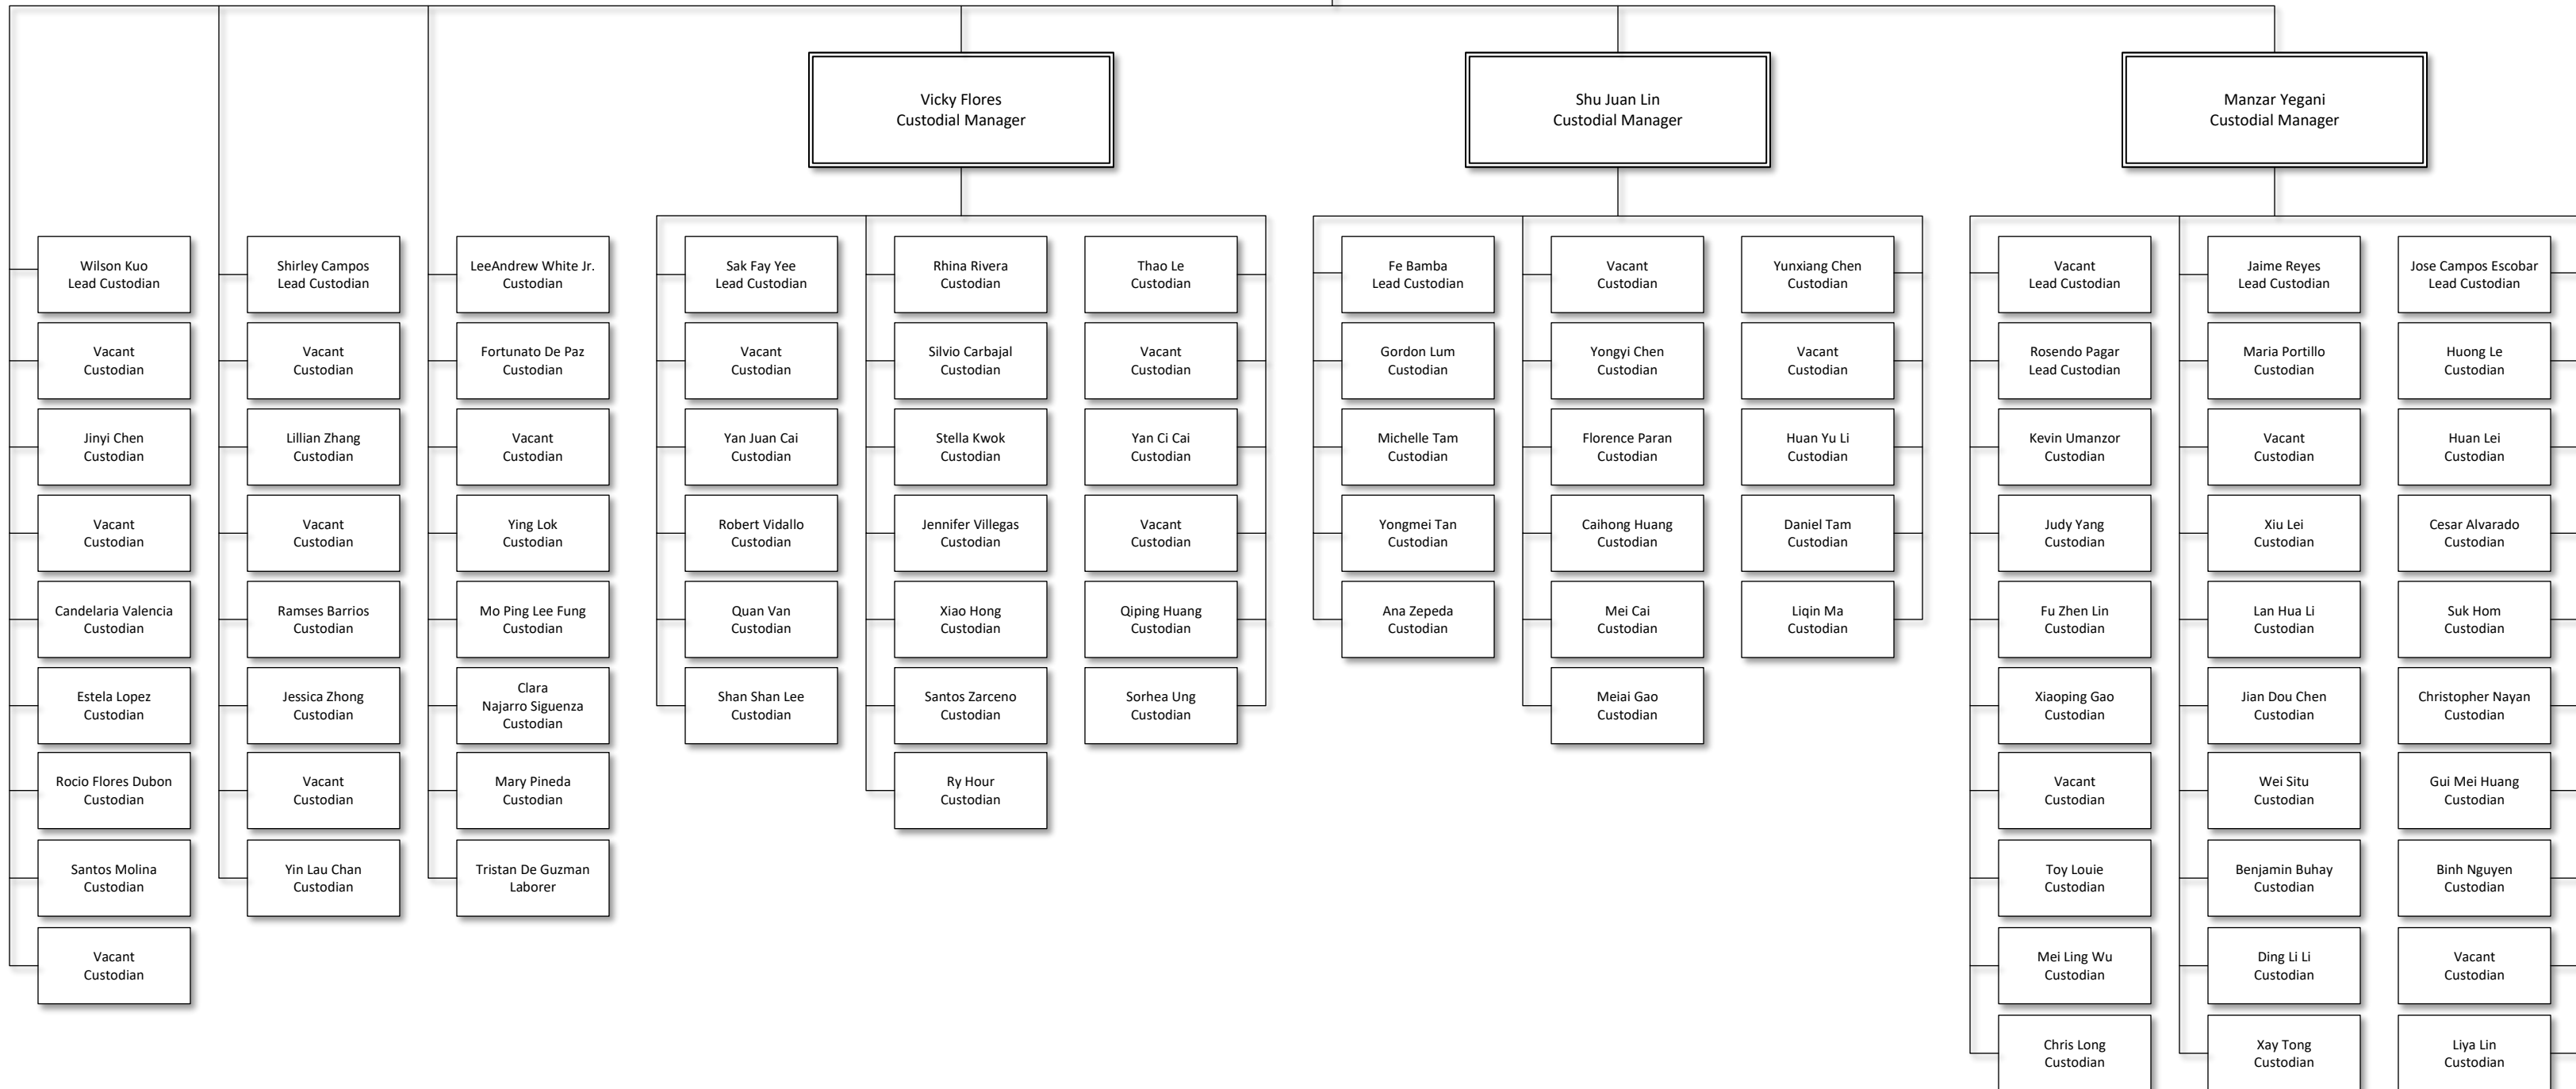 Vicky Flores
Custodial Manager
Shu Juan Lin
Custodial Manager
Manzar Yegani
Custodial Manager
Wilson Kuo
Lead Custodian
Vacant
Custodian
Jinyi Chen
Custodian
Vacant
Custodian
Candelaria Valencia
Custodian
Estela Lopez
Custodian
Rocio Flores Dubon
Custodian
Santos Molina
Custodian
Vacant
Custodian
Shirley Campos
Lead Custodian
Vacant
Custodian
Lillian Zhang
Custodian
Vacant
Custodian
Ramses Barrios
Custodian
Jessica Zhong
Custodian
Vacant
Custodian
Yin Lau Chan
Custodian
LeeAndrew White Jr.
Custodian
Fortunato De Paz
Custodian
Vacant
Custodian
Ying Lok
Custodian
Mo Ping Lee Fung
Custodian
Clara
Najarro Siguenza
Custodian
Mary Pineda
Custodian
Tristan De Guzman
Laborer
Sak Fay Yee
Lead Custodian
Vacant
Custodian
Yan Juan Cai
Custodian
Robert Vidallo
Custodian
Quan Van
Custodian
Shan Shan Lee
Custodian
Rhina Rivera
Custodian
Silvio Carbajal
Custodian
Stella Kwok
Custodian
Jennifer Villegas
Custodian
Xiao Hong
Custodian
Santos Zarceno
Custodian
Ry Hour
Custodian
Thao Le
Custodian
Vacant
Custodian
Yan Ci Cai
Custodian
Vacant
Custodian
Qiping Huang
Custodian
Sorhea Ung
Custodian
Fe Bamba
Lead Custodian
Gordon Lum
Custodian
Michelle Tam
Custodian
Yongmei Tan
Custodian
Ana Zepeda
Custodian
Vacant
Custodian
Yongyi Chen
Custodian
Florence Paran
Custodian
Caihong Huang
Custodian
Mei Cai
Custodian
Meiai Gao
Custodian
Yunxiang Chen
Custodian
Vacant
Custodian
Huan Yu Li
Custodian
Daniel Tam
Custodian
Liqin Ma
Custodian
Vacant
Lead Custodian
Rosendo Pagar
Lead Custodian
Kevin Umanzor
Custodian
Judy Yang
Custodian
Fu Zhen Lin
Custodian
Xiaoping Gao
Custodian
Vacant
Custodian
Toy Louie
Custodian
Mei Ling Wu
Custodian
Chris Long
Custodian
Jaime Reyes
Lead Custodian
Maria Portillo
Custodian
Vacant
Custodian
Xiu Lei
Custodian
Lan Hua Li
Custodian
Jian Dou Chen
Custodian
Wei Situ
Custodian
Benjamin Buhay
Custodian
Ding Li Li
Custodian
Xay Tong
Custodian
Jose Campos Escobar
Lead Custodian
Huong Le
Custodian
Huan Lei
Custodian
Cesar Alvarado
Custodian
Suk Hom
Custodian
Christopher Nayan
Custodian
Gui Mei Huang
Custodian
Binh Nguyen
Custodian
Vacant
Custodian
Liya Lin
Custodian